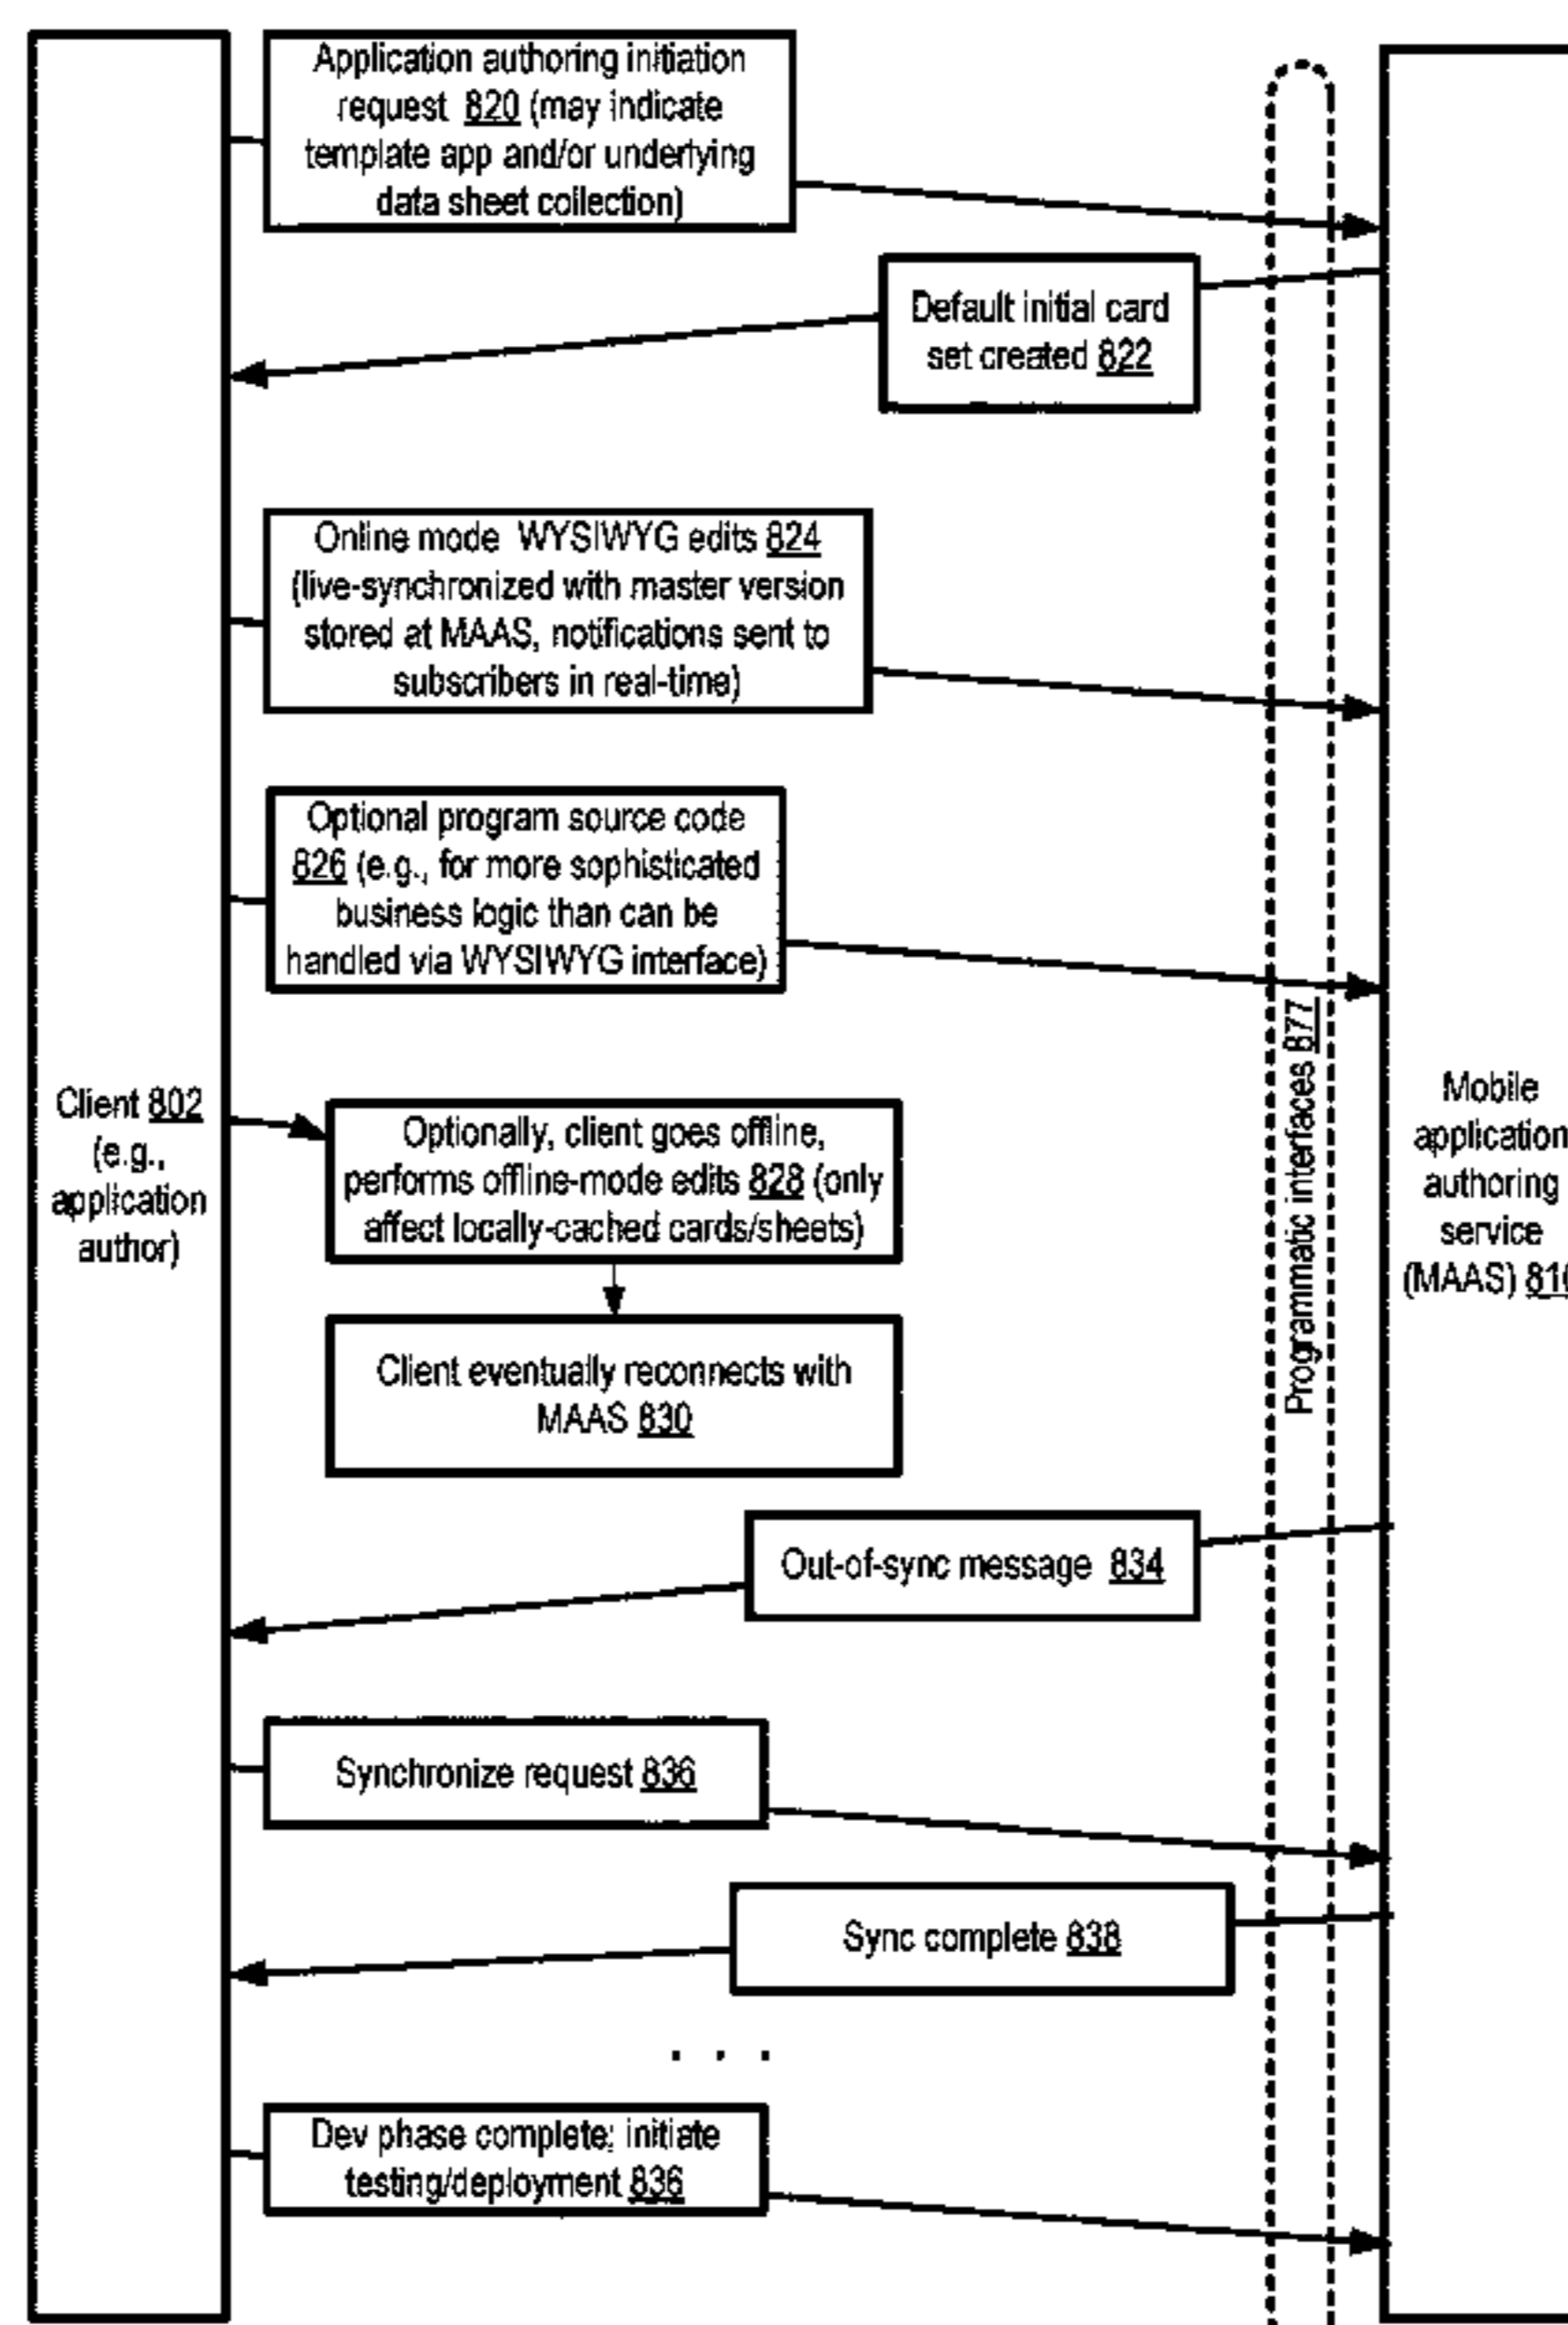 Application authoring initiation
request 820 (may indicate
template app and/or underlying
data sheet collection)
Default initial card
set created 822
Online mode WYSIWYG edits 824
(live-synchronized with master version
stored at MAAS, notifications sent to
subscribers in real-time)
Optional program source code
826 (e.g., for more sophisticated
business logic than can be
handled via WYSIWYG interface)
Client 802
(e.g.,
application
author)
Optionally, client goes offline,
performs offline-mode edits 828 (only
affect locally-cached cards/sheets)
Client eventually reconnects with
MAAS 830
Programmatic interfaces 877
Mobile
application
authoring
service
(MAAS)
Out-of-sync message 834
Synchronize request 836
Sync complete 838
. . .
Dev phase complete; initiate
testing/deployment 836